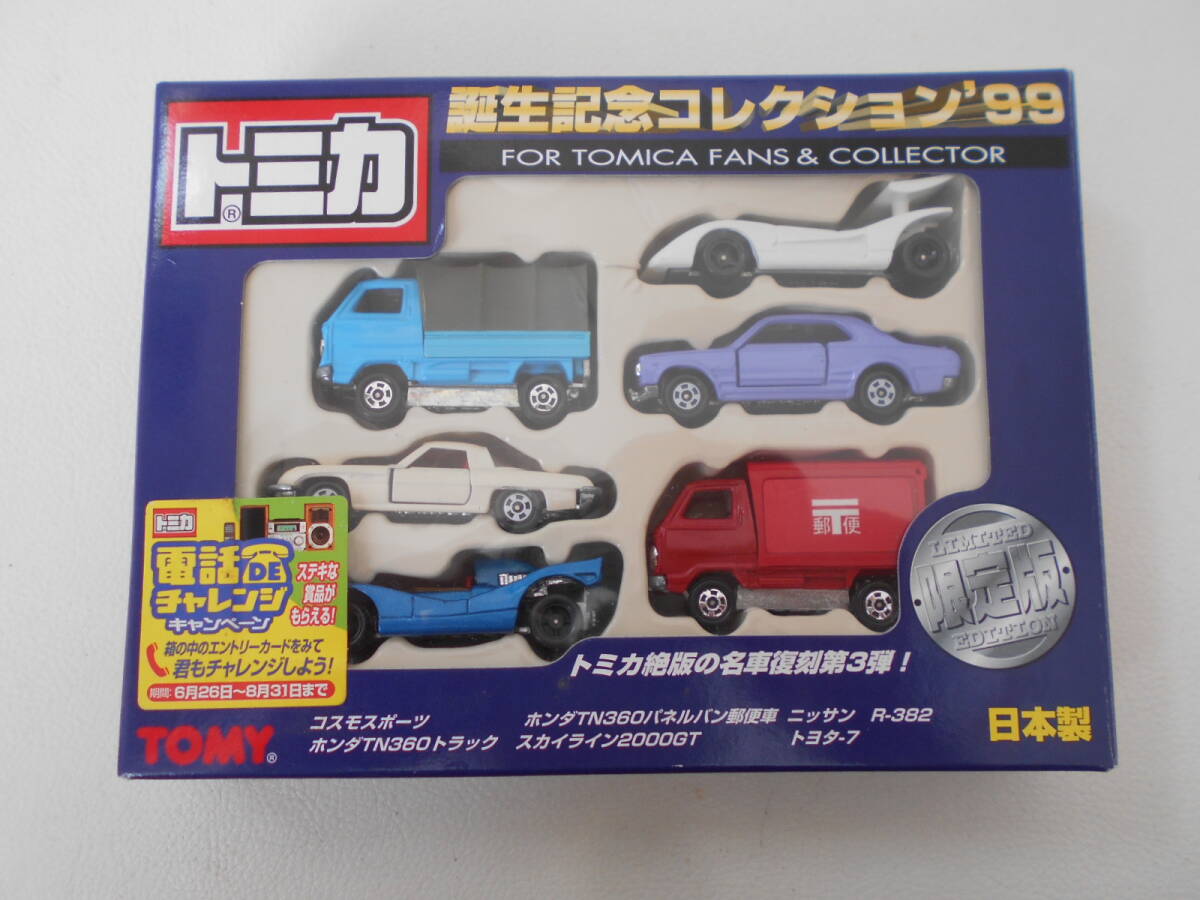 トミカ®
誕生記念コレクション'99
FOR TOMICA FANS & COLLECTOR
郵〒便
LIMITED
限定版
EDITION
トミカ
電話DE
チャレンジ
キャンペーン
ステキな
賞品が
もらえる!
箱の中のエントリーカードをみて
君もチャレンジしよう!
期間: 6月26日~8月31日まで
トミカ絶版の名車復刻第3弾!
TOMY®
コスモスポーツ ホンダTN360パネルバン郵便車 ニッサン R-382
ホンダTN360トラック スカイライン2000GT トヨタ-7
日本製